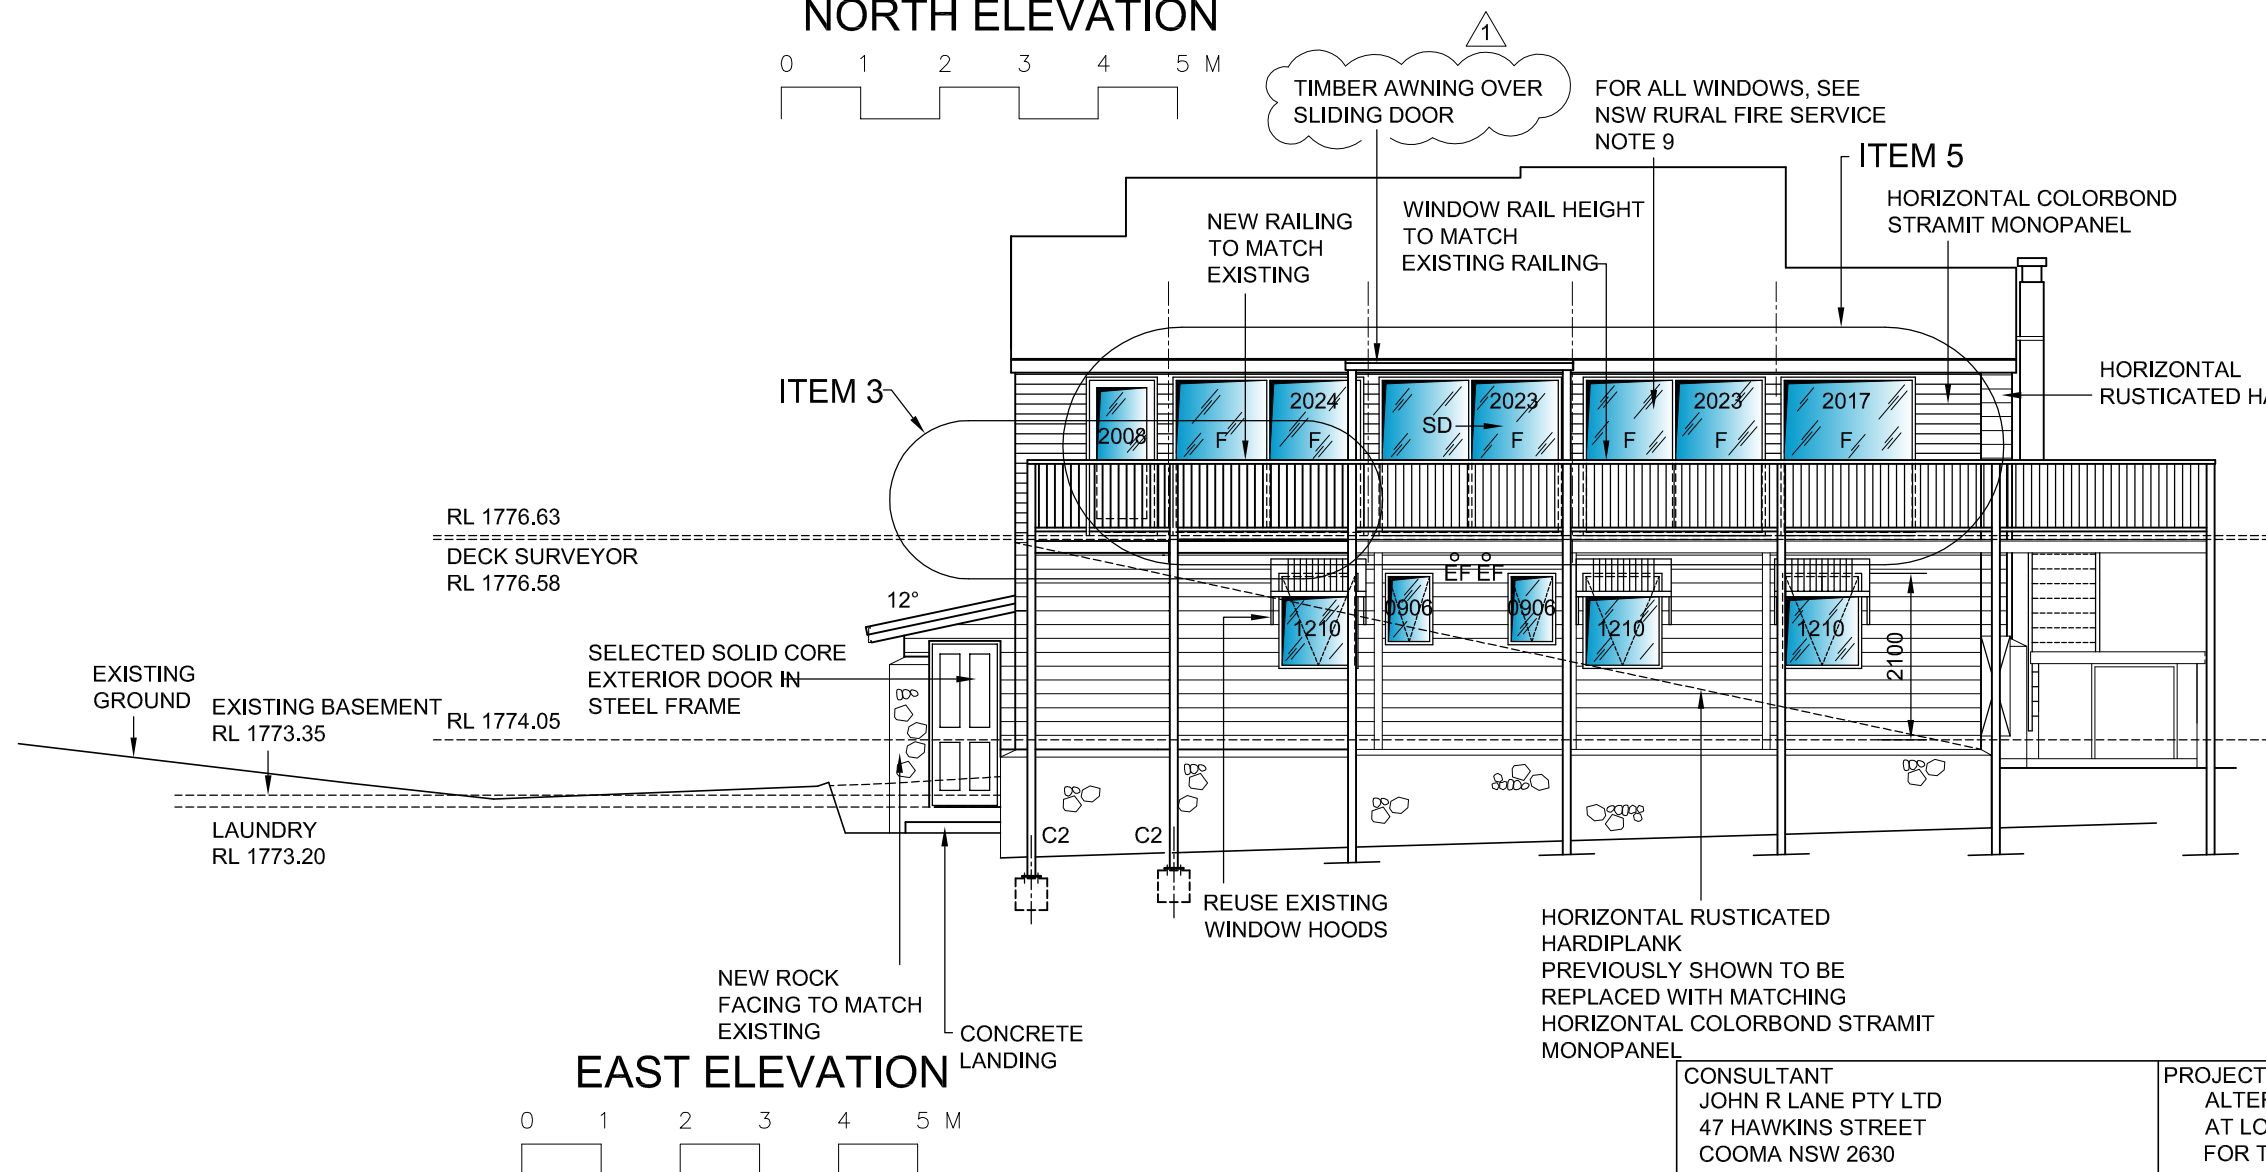 NORTH ELEVATION
0 1 2 3 4 5 M
1
TIMBER AWNING OVER
SLIDING DOOR
FOR ALL WINDOWS, SEE
NSW RURAL FIRE SERVICE
NOTE 9
ITEM 5
HORIZONTAL COLORBOND
STRAMIT MONOPANEL
NEW RAILING
TO MATCH
EXISTING
WINDOW RAIL HEIGHT
TO MATCH
EXISTING RAILING
HORIZONTAL
RUSTICATED HA
ITEM 3
2008
F
2024
F
SD
2023
F
F
2023
F
2017
F
RL 1776.63
DECK SURVEYOR
RL 1776.58
EF EF
12°
1210
0906
0906
1210
1210
2100
SELECTED SOLID CORE
EXTERIOR DOOR IN
STEEL FRAME
EXISTING
GROUND
EXISTING BASEMENT
RL 1773.35
RL 1774.05
LAUNDRY
RL 1773.20
C2
C2
REUSE EXISTING
WINDOW HOODS
HORIZONTAL RUSTICATED
HARDIPLANK
PREVIOUSLY SHOWN TO BE
REPLACED WITH MATCHING
HORIZONTAL COLORBOND STRAMIT
MONOPANEL
NEW ROCK
FACING TO MATCH
EXISTING
CONCRETE
LANDING
EAST ELEVATION
0 1 2 3 4 5 M
CONSULTANT
JOHN R LANE PTY LTD
47 HAWKINS STREET
COOMA NSW 2630
PROJECT
ALTER
AT LO
FOR T